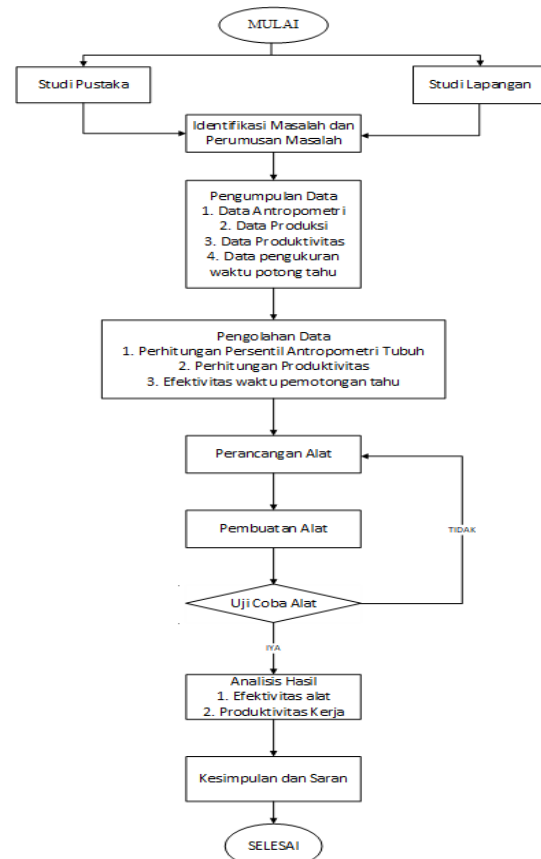 MULAI
Studi Pustaka
Studi Lapangan
Identifikasi Masalah dan
Perumusan Masalah
Pengumpulan Data
1. Data Antropometri
2. Data Produksi
3. Data Produktivitas
4. Data pengukuran
waktu potong tahu
Pengolahan Data
1. Perhitungan Persentil Antropometri Tubuh
2. Perhitungan Produktivitas
3. Efektivitas waktu pemotongan tahu
Perancangan Alat
Pembuatan Alat
TIDAK
Uji Coba Alat
IYA
Analisis Hasil
1. Efektivitas alat
2. Produktivitas Kerja
Kesimpulan dan Saran
SELESAI